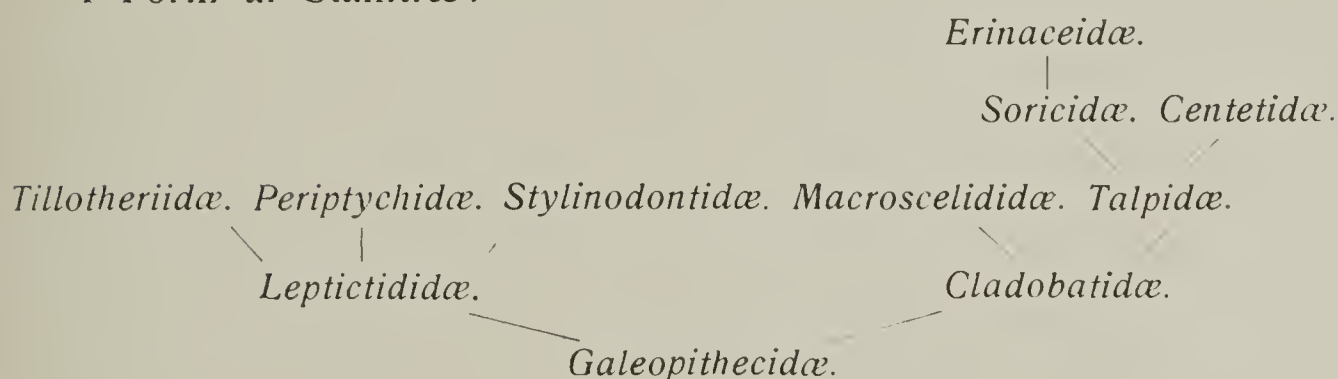 Erinaceidæ.
Soricidæ. Centetidæ.
Tillotheriidæ. Periptychidæ. Stylinodontidæ. Macroscelididæ. Talpidæ.
Leptictididæ. Cladobatidæ.
Galeopithecidæ.